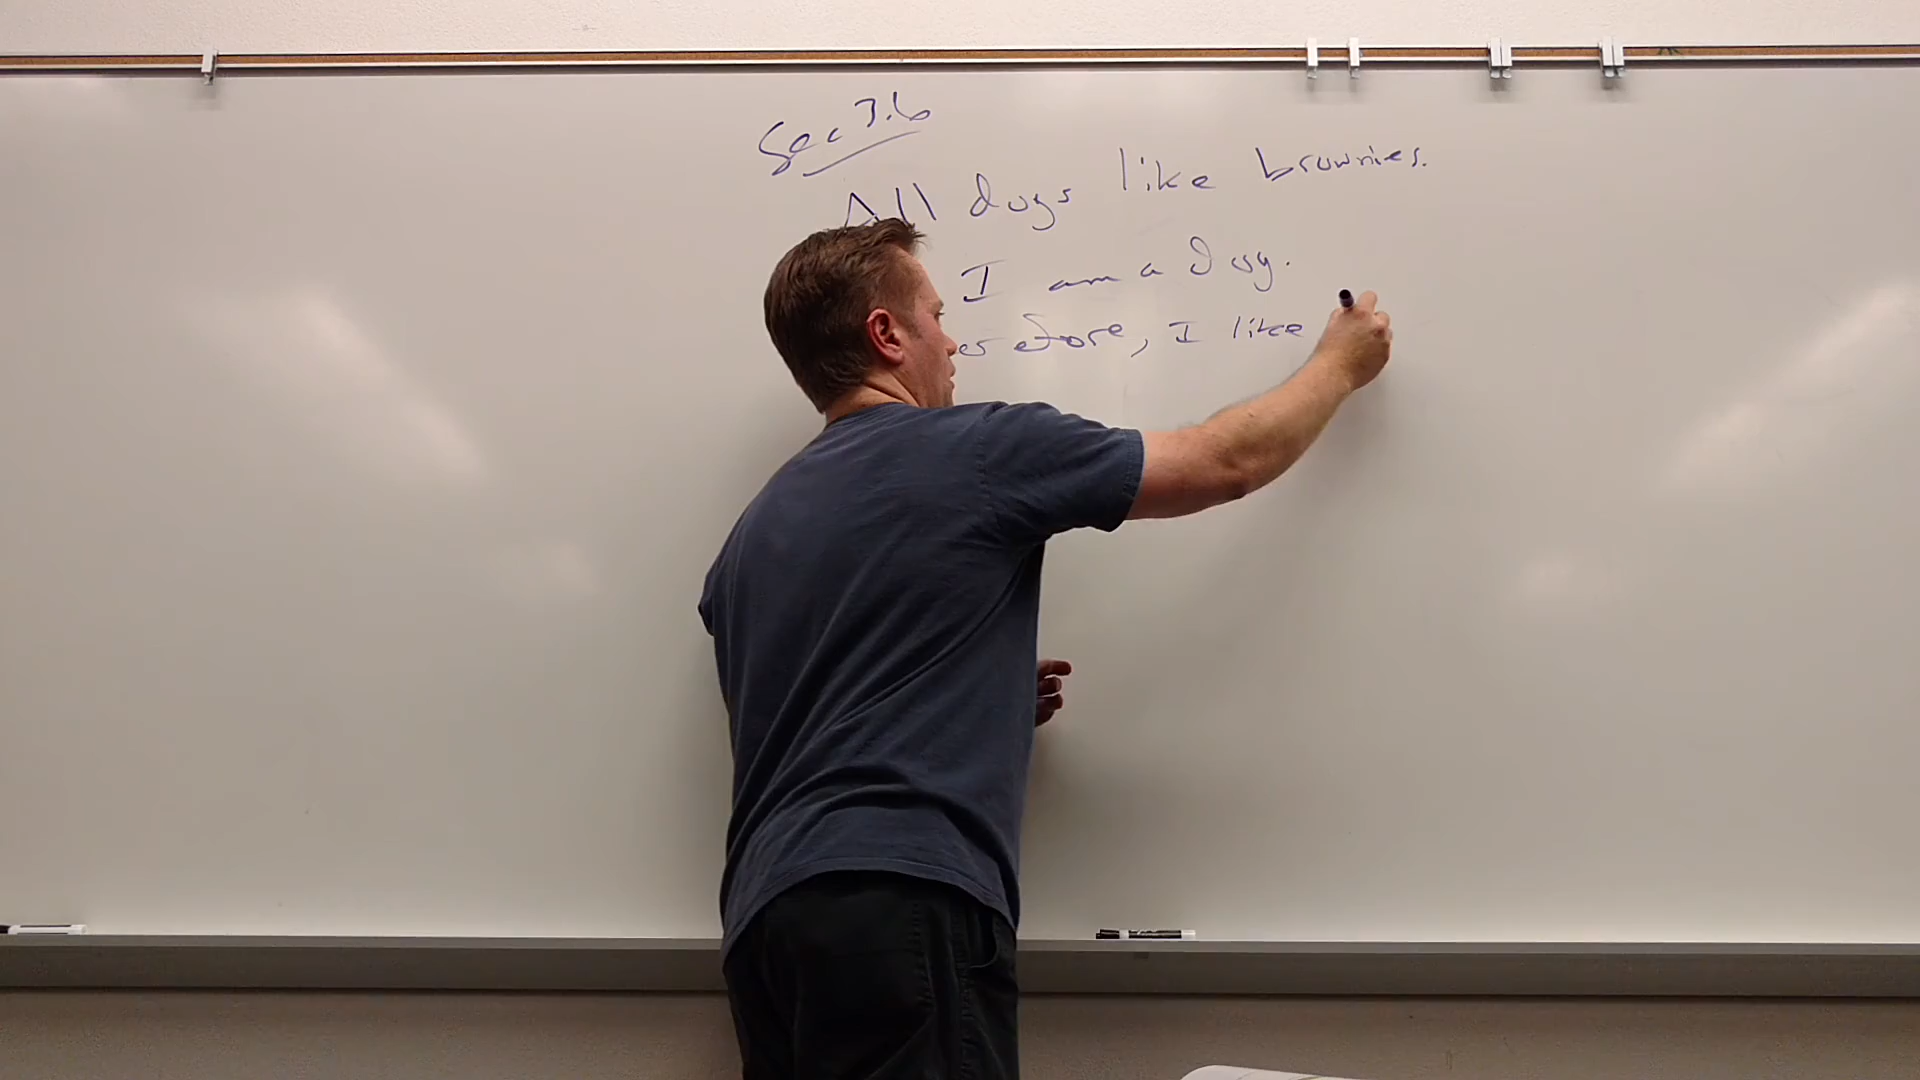 Sec 3.6
All dogs like brownies.
I am a dog.
erefore, I like